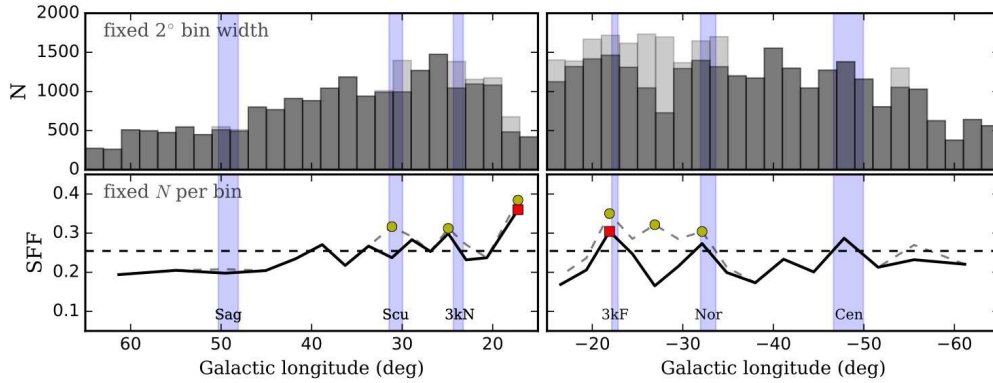 2000
fixed 2° bin width
1500
N
1000
500
0
fixed N per bin
0.4
SFF
0.3
0.2
0.1
Sag
Scu
3kN
3kF
Nor
Cen
60
50
40
30
20
−20
−30
−40
−50
−60
Galactic longitude (deg)
Galactic longitude (deg)